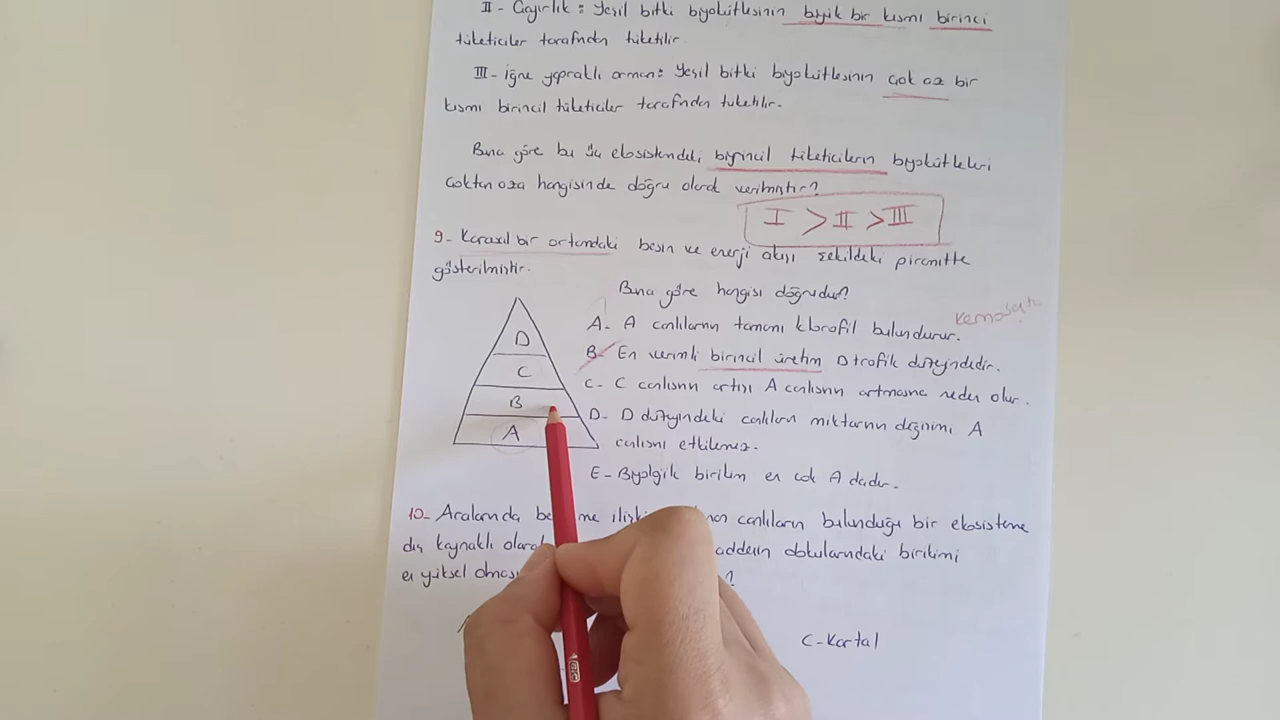 II - Çayırlık : Yeşil bitki biyokütlesinin büyük bir kısmı birinci
tüketiciler tarafından tüketilir
III - iğne yapraklı orman: Yeşil bitki biyokütlesinin çok az bir
kısmı birincil tüketiciler tarafından tüketilir.
Buna göre bu üç ekosistemdeki birincil tüketicilerin biyokütleleri
çoktan aza hangisinde doğru olarak verilmiştir?
I > II > III
9- Karasal bir ortamdaki besin ve enerji akışı şekildeki piramitte
gösterilmiştir.
Buna göre hangisi doğrudur?
A- A canlılarının tamamı klorofil bulundurur.
B- En verimli birincil üretim D trofik düzeyindedir.
C- C canlısının artışı A canlısının artmasına neden olur.
D- D düzeyindeki canlıların miktarının değişimi A
canlısını etkilemez.
E- Biyolojik birikim en çok A dadır.
D
C
B
A
10- Aralarında canlıların bulunduğu bir ekosisteme
dış kaynaklı dokularındaki birikimi
en yüksek ?
C-Kartal